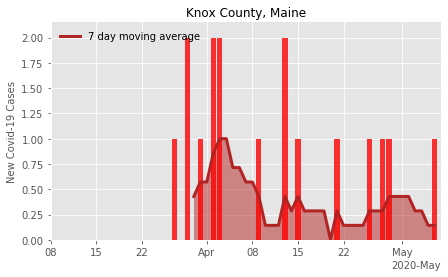 Knox County, Maine
7 day moving average
New Covid-19 Cases
2.00
1.75
1.50
1.25
1.00
0.75
0.50
0.25
0.00
08 15 22 Apr 08 15 22 May
2020-May